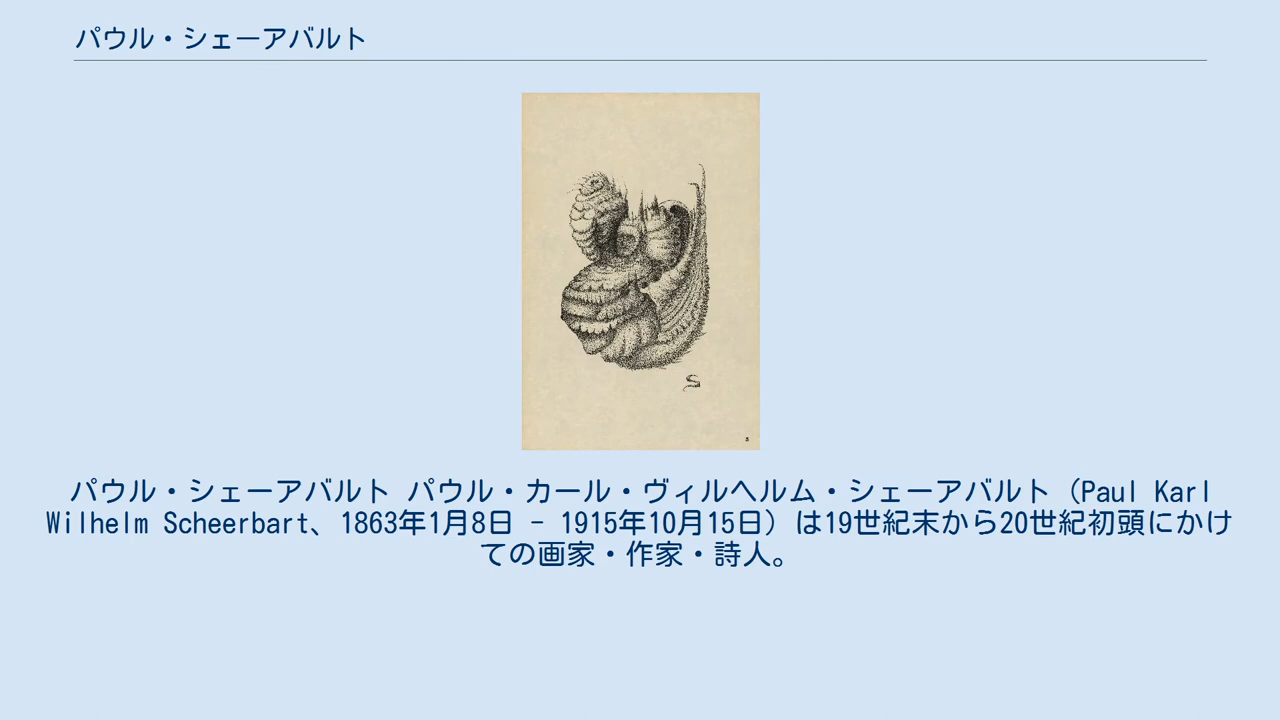 パウル・シェーアバルト
S
パウル・シェーアバルト パウル・カール・ヴィルヘルム・シェーアバルト（Paul Karl
Wilhelm Scheerbart、1863年1月8日 - 1915年10月15日）は19世紀末から20世紀初頭にかけ
ての画家・作家・詩人。